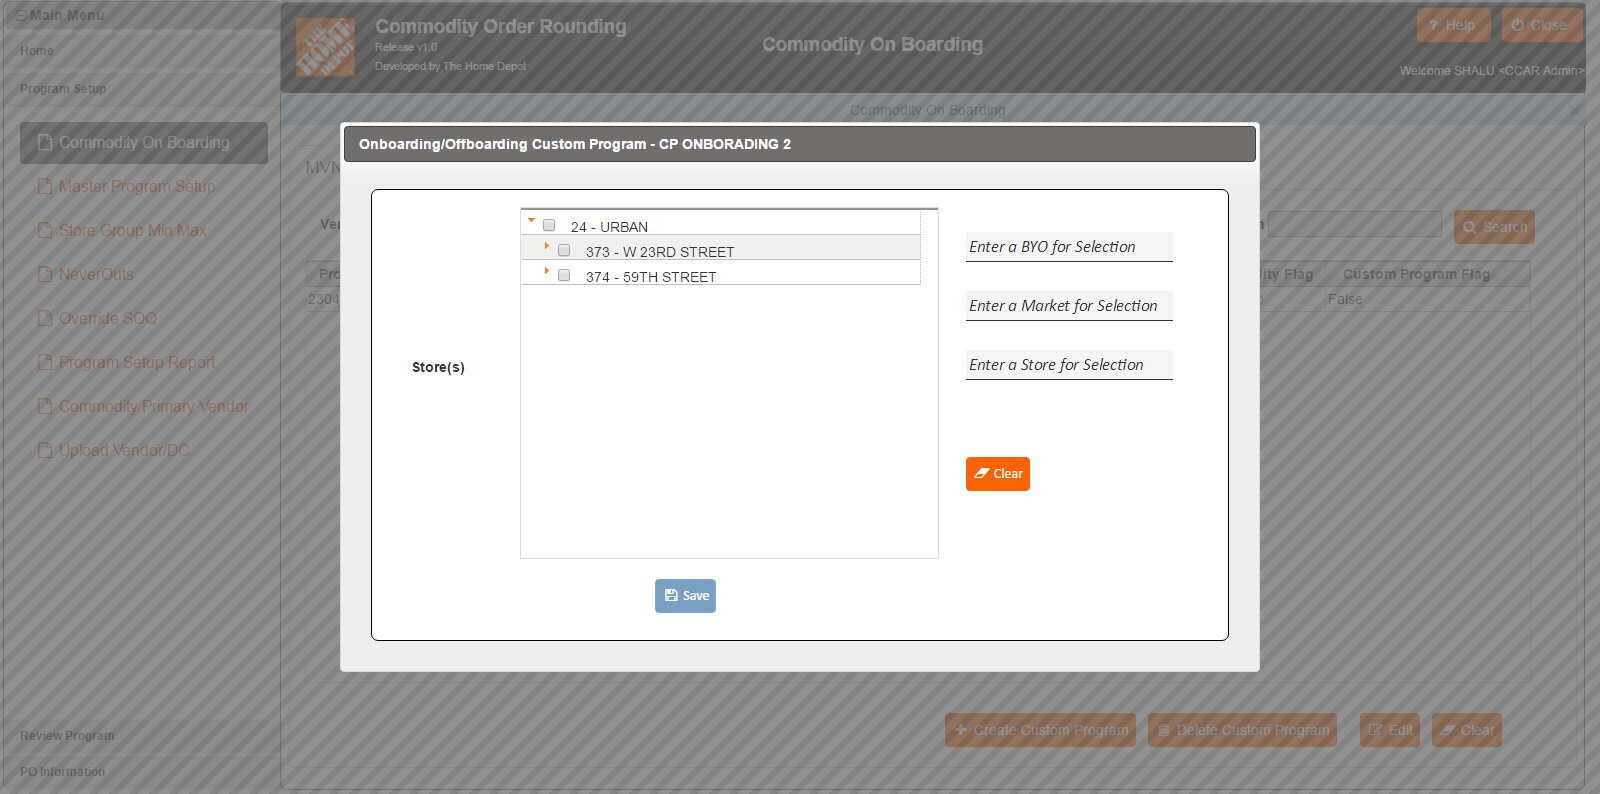 Main Menu
Home
Program Setup
Commodity On Boarding
Master Program Setup
Store Group Min Max
NeverOuts
Override SOQ
Program Setup Report
Commodity Primary Vendor
Upload Vendor/DC
Review Program
PO Information
THE HOME DEPOT
Commodity Order Rounding
Release v1.0
Developed by The Home Depot
Commodity On Boarding
Help
Close
Welcome SHALU <CCAR Admin>
Commodity On Boarding
Search
Custom Program Flag
2304
False
Onboarding/Offboarding Custom Program - CP ONBORADING 2
Store(s)
24 - URBAN
373 - W 23RD STREET
374 - 59TH STREET
Enter a BYO for Selection
Enter a Market for Selection
Enter a Store for Selection
Clear
Save
Create Custom Program
Delete Custom Program
Edit
Clear